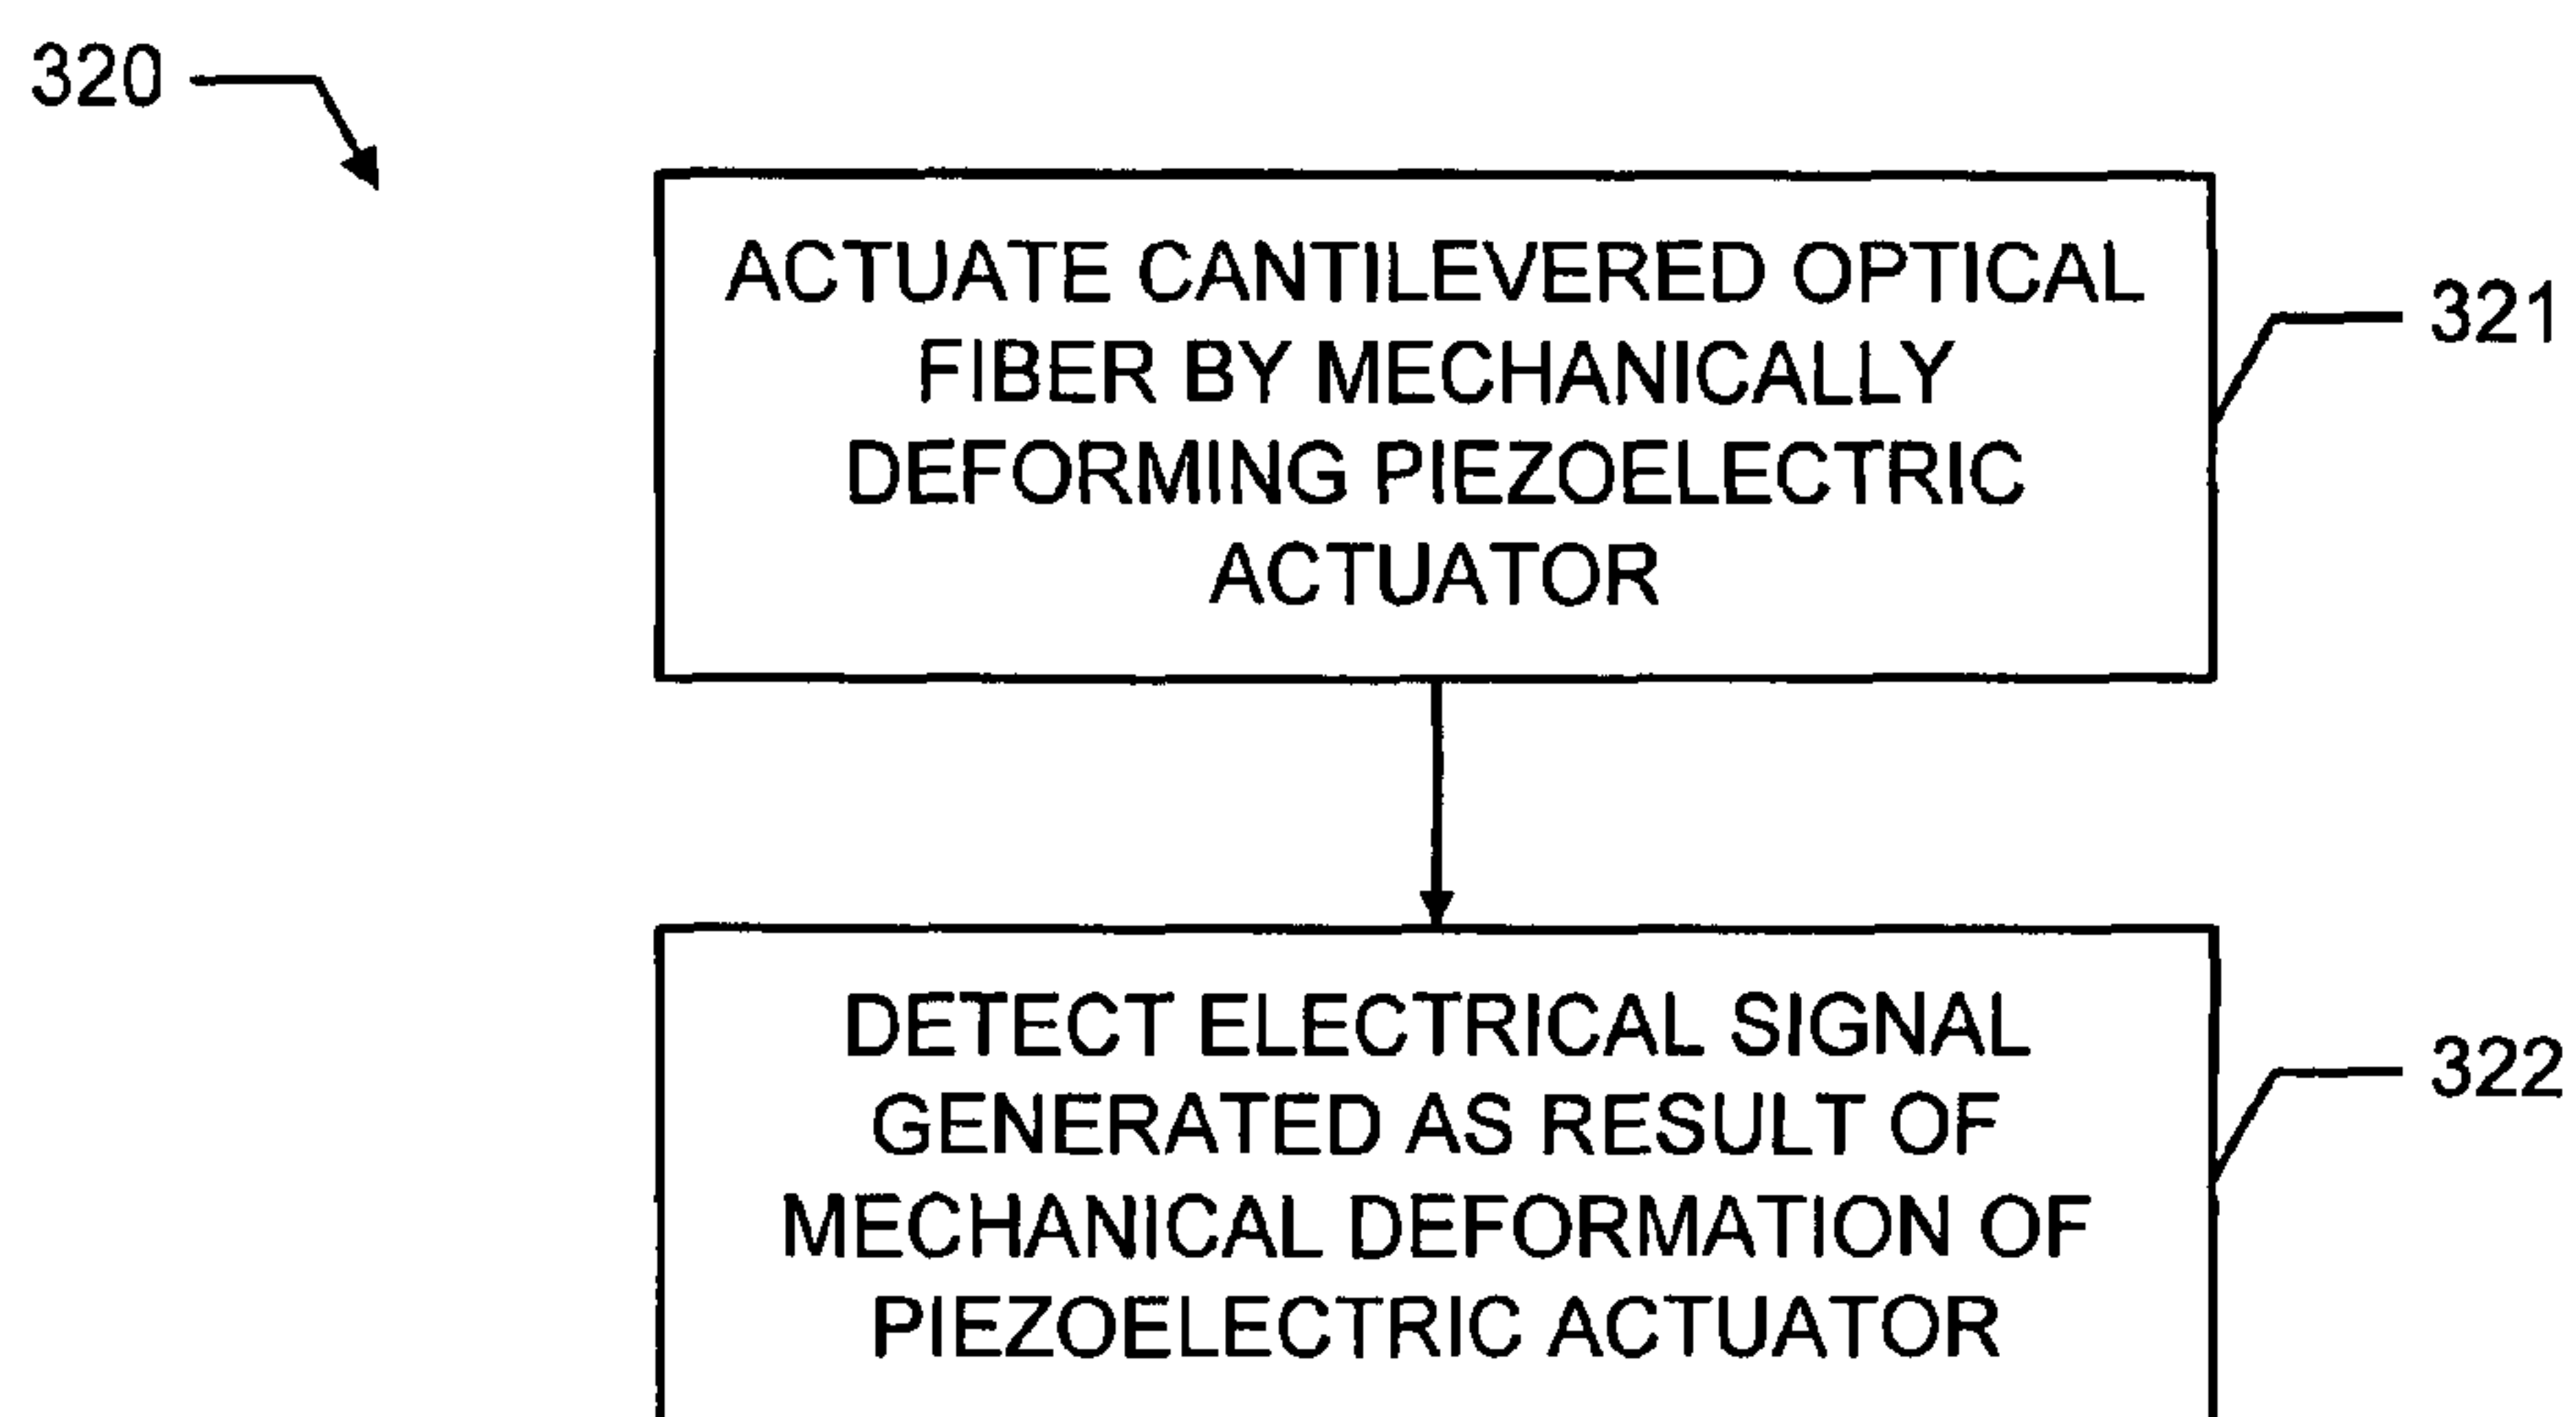 320
ACTUATE CANTILEVERED OPTICAL
FIBER BY MECHANICALLY
DEFORMING PIEZOELECTRIC
ACTUATOR
321
DETECT ELECTRICAL SIGNAL
GENERATED AS RESULT OF
MECHANICAL DEFORMATION OF
PIEZOELECTRIC ACTUATOR
322